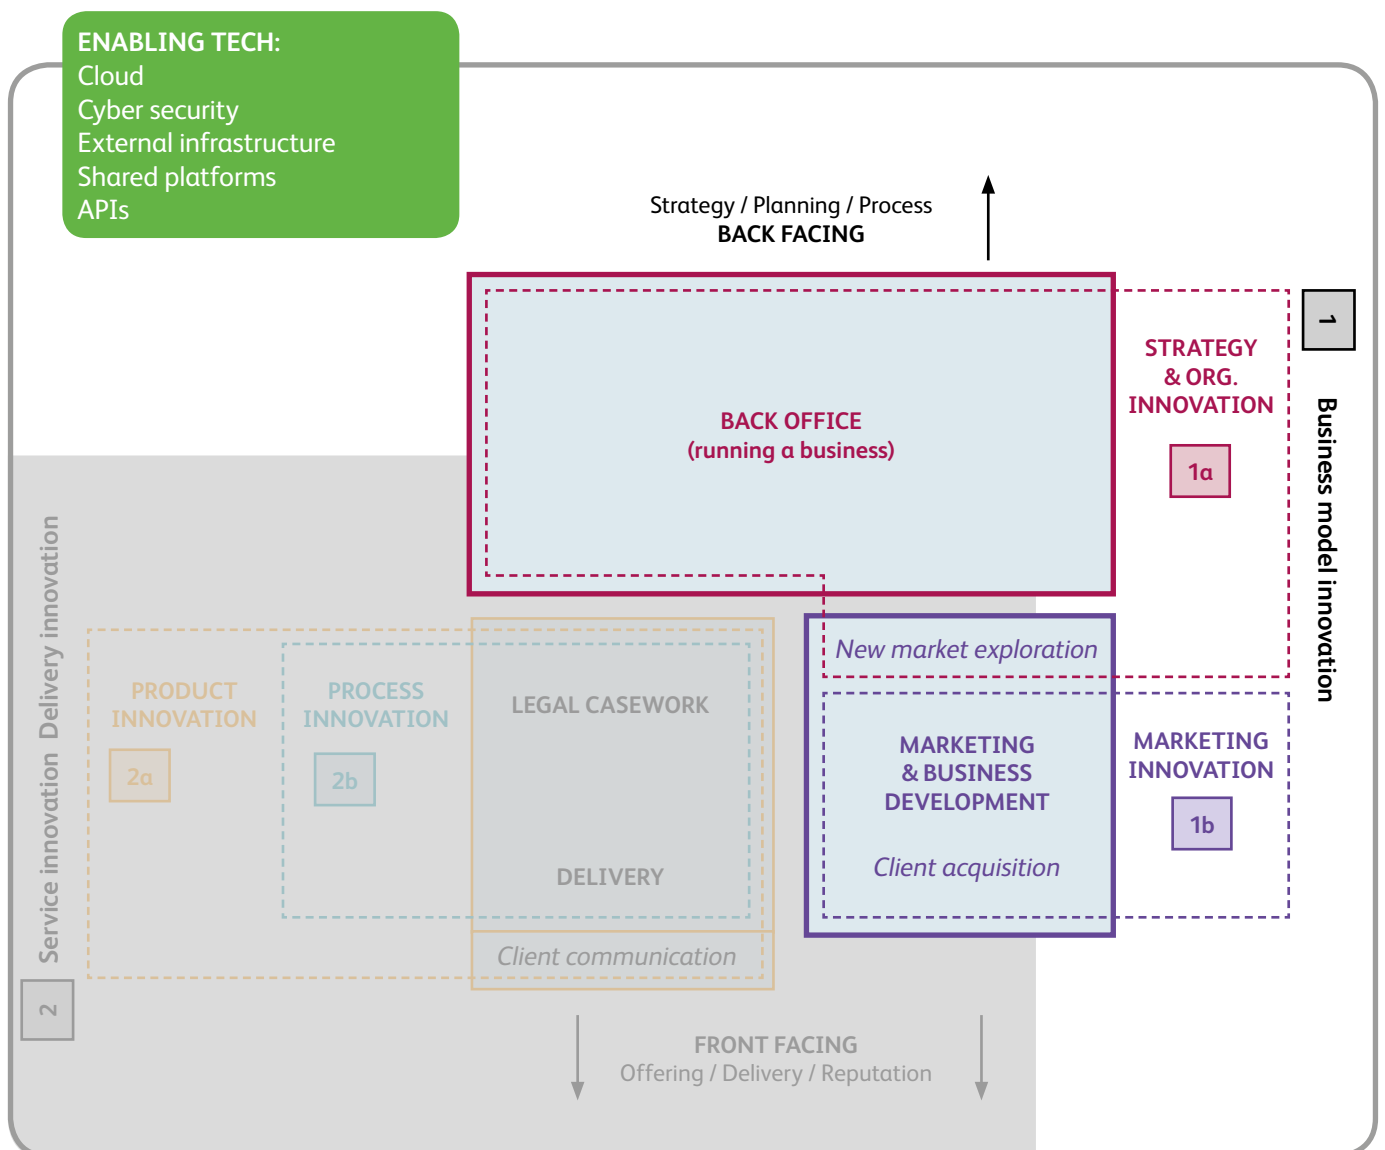 ENABLING TECH:
Cloud
Cyber security
External infrastructure
Shared platforms
APIs
Strategy / Planning / Process
BACK FACING
BACK OFFICE
(running a business)
STRATEGY
& ORG.
INNOVATION
1a
1
Business model innovation
New market exploration
MARKETING
& BUSINESS
DEVELOPMENT
Client acquisition
MARKETING
INNOVATION
1b
Service innovation Delivery innovation
2
PRODUCT
INNOVATION
2a
PROCESS
INNOVATION
2b
LEGAL CASEWORK
DELIVERY
Client communication
FRONT FACING
Offering / Delivery / Reputation